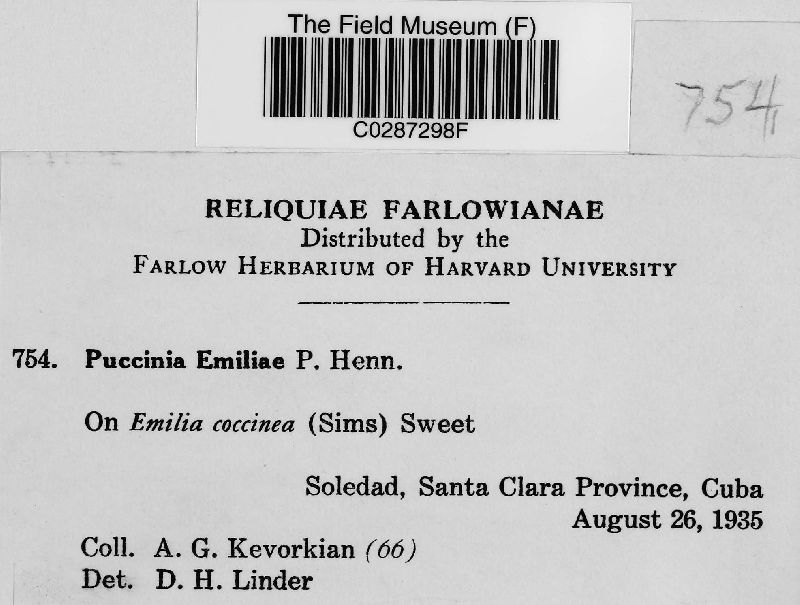 The Field Museum (F)
C0287298F
754
RELIQUIAE FARLOWIANAE
Distributed by the
FARLOW HERBARIUM OF HARVARD UNIVERSITY
754. Puccinia Emiliae P. Henn.
On Emilia coccinea (Sims) Sweet
Soledad, Santa Clara Province, Cuba
August 26, 1935
Coll. A. G. Kevorkian (66)
Det. D. H. Linder